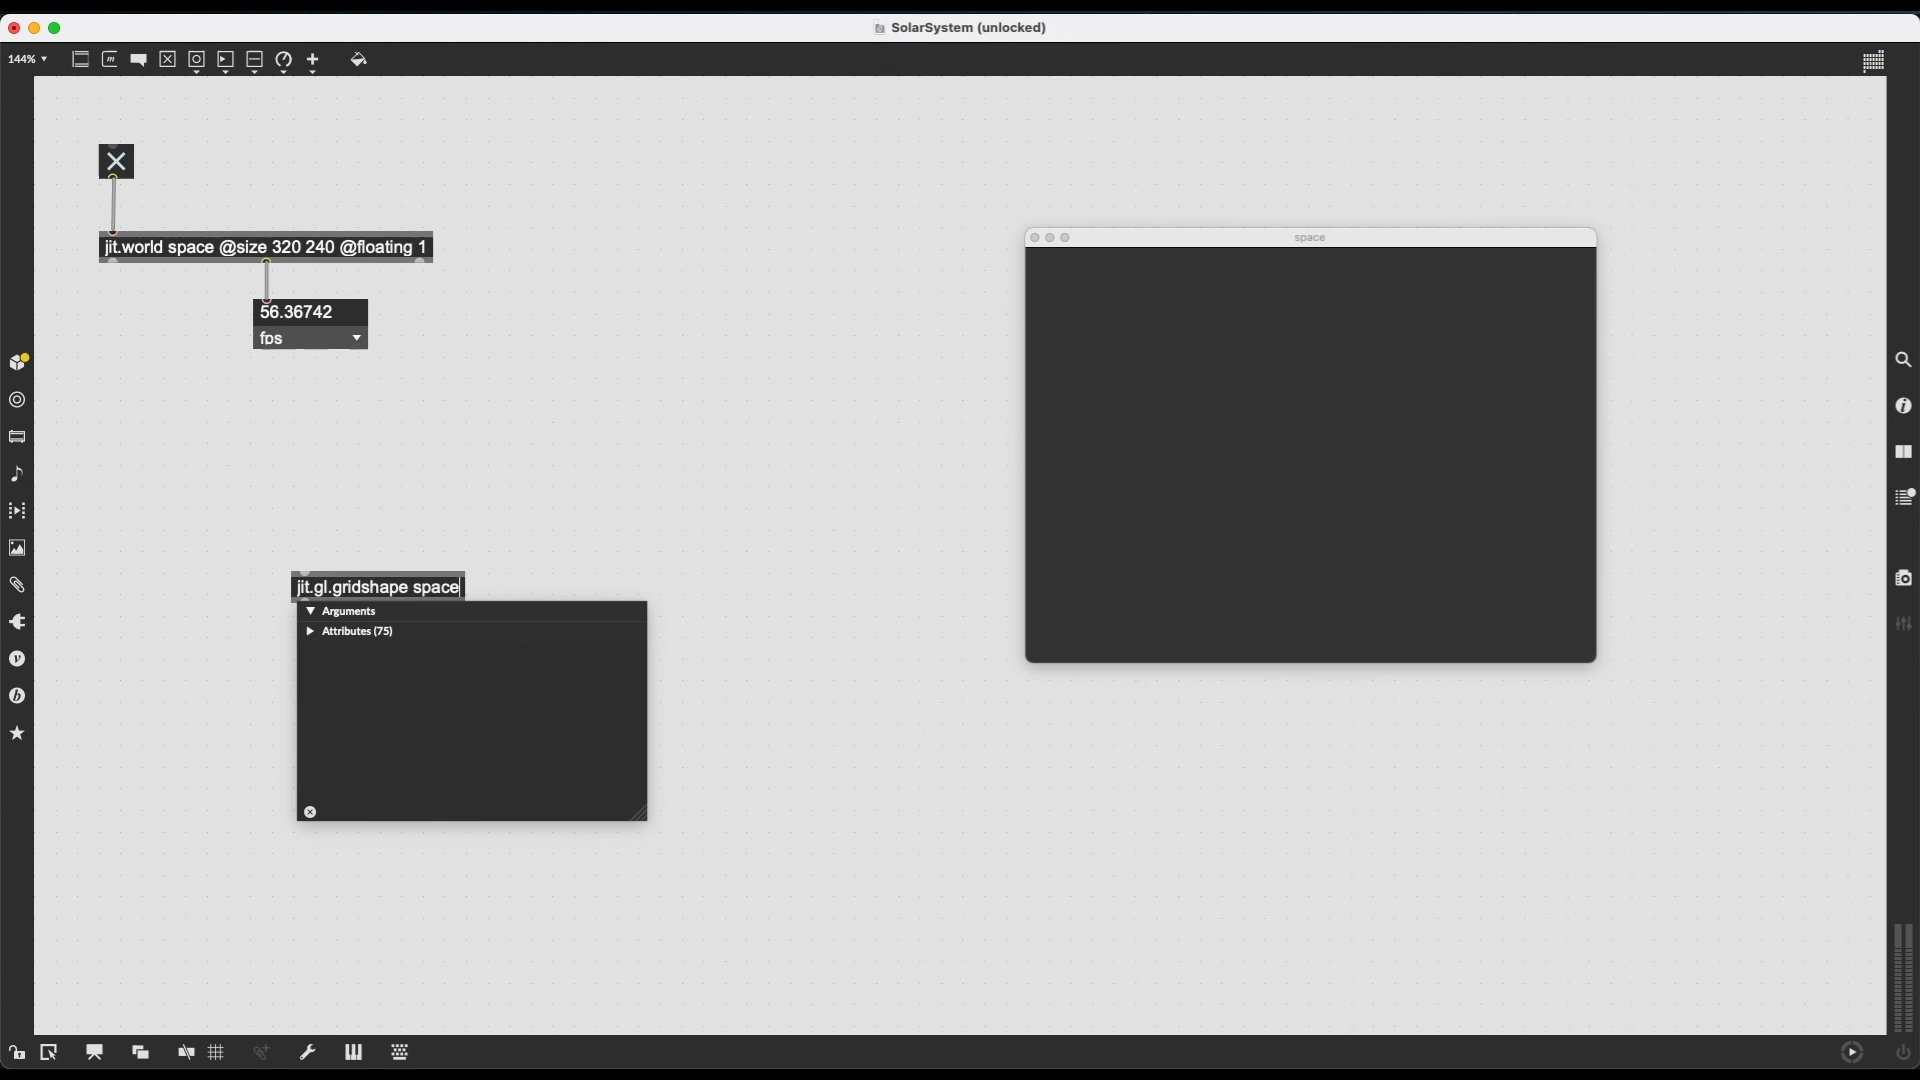 SolarSystem (unlocked)
144%
jit.world space @size 320 240 @floating 1
56.36742
fps
space
jit.gl.gridshape space
Arguments
Attributes (75)